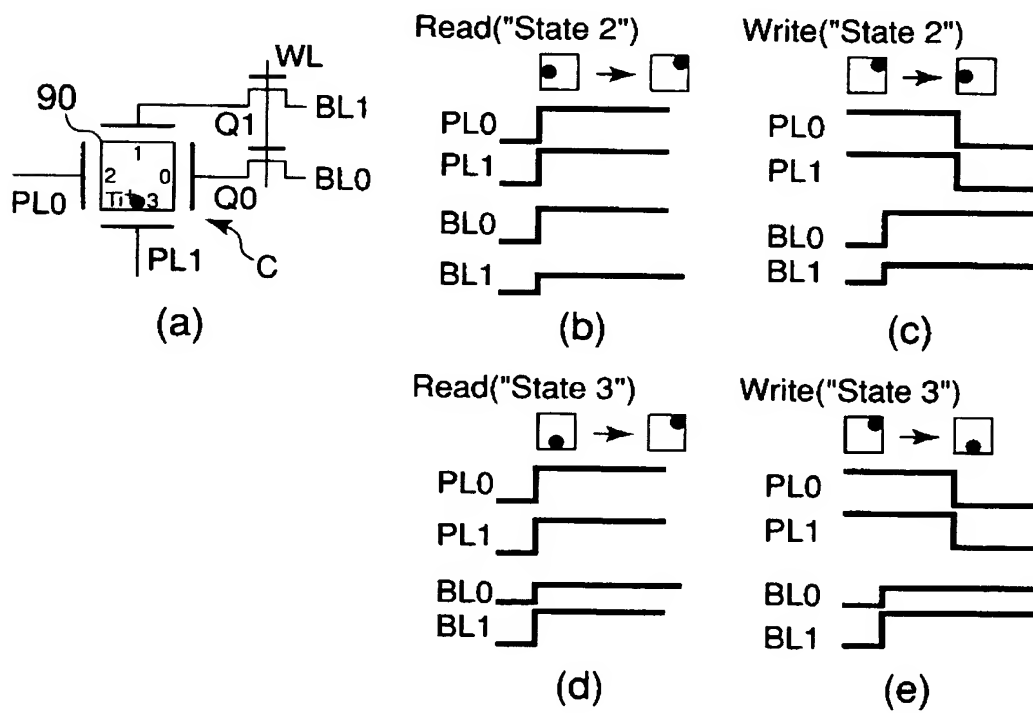 WL
90
BL1
Q1
1
2 0
BL0
PL0
Q0
Ti 3
PL1
C
(a)
Read("State 2")
PL0
PL1
BL0
BL1
(b)
Write("State 2")
PL0
PL1
BL0
BL1
(c)
Read("State 3")
PL0
PL1
BL0
BL1
(d)
Write("State 3")
PL0
PL1
BL0
BL1
(e)